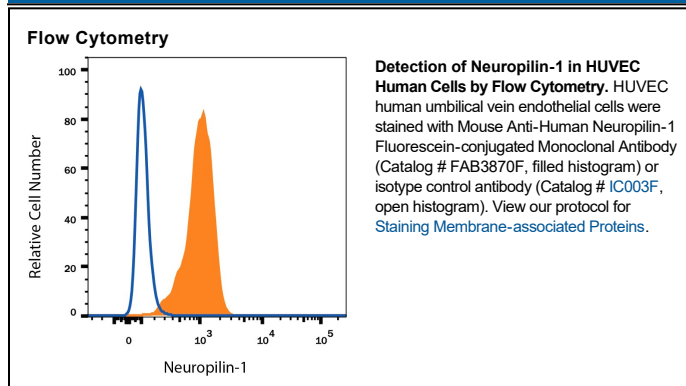 Flow Cytometry
100
80
60
40
20
0
Relative Cell Number
0
10³
10⁴
10⁵
Neuropilin-1
Detection of Neuropilin-1 in HUVEC
Human Cells by Flow Cytometry. HUVEC
human umbilical vein endothelial cells were
stained with Mouse Anti-Human Neuropilin-1
Fluorescein-conjugated Monoclonal Antibody
(Catalog # FAB3870F, filled histogram) or
isotype control antibody (Catalog # IC003F,
open histogram). View our protocol for
Staining Membrane-associated Proteins.